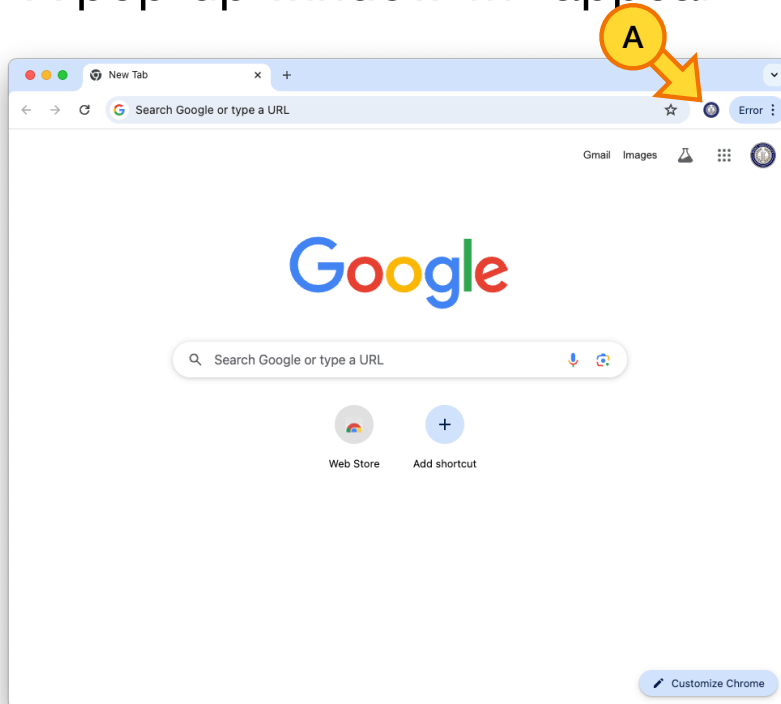 A
New Tab
Search Google or type a URL
Error
Gmail Images
Google
Search Google or type a URL
Web Store Add shortcut
Customize Chrome